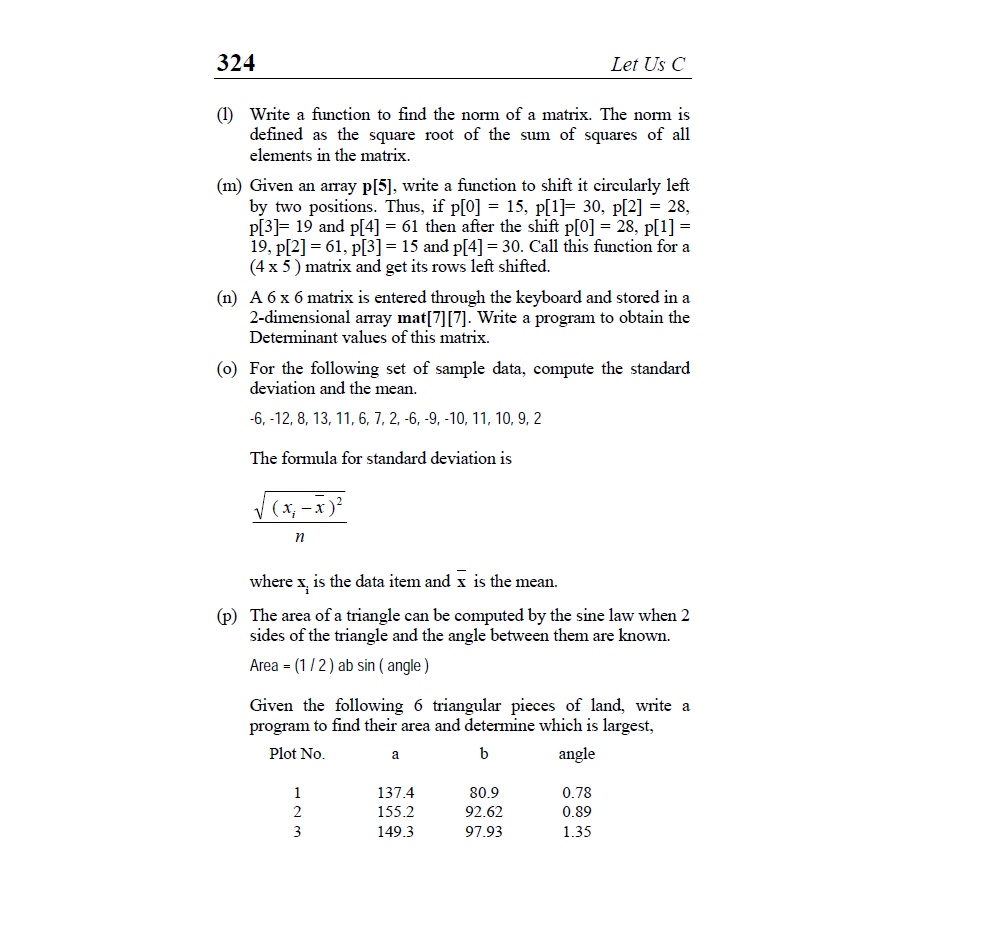 324 Let Us C
(l) Write a function to find the norm of a matrix. The norm is
defined as the square root of the sum of squares of all
elements in the matrix.
(m) Given an array p[5], write a function to shift it circularly left
by two positions. Thus, if p[0] = 15, p[1]= 30, p[2] = 28,
p[3]= 19 and p[4] = 61 then after the shift p[0] = 28, p[1] =
19, p[2] = 61, p[3] = 15 and p[4] = 30. Call this function for a
(4 x 5 ) matrix and get its rows left shifted.
(n) A 6 x 6 matrix is entered through the keyboard and stored in a
2-dimensional array mat[7][7]. Write a program to obtain the
Determinant values of this matrix.
(o) For the following set of sample data, compute the standard
deviation and the mean.
-6, -12, 8, 13, 11, 6, 7, 2, -6, -9, -10, 11, 10, 9, 2
The formula for standard deviation is
√( xᵢ − x̅ )²
n
where xᵢ is the data item and x̅ is the mean.
(p) The area of a triangle can be computed by the sine law when 2
sides of the triangle and the angle between them are known.
Area = (1 / 2 ) ab sin ( angle )
Given the following 6 triangular pieces of land, write a
program to find their area and determine which is largest,
Plot No. a b angle
1 137.4 80.9 0.78
2 155.2 92.62 0.89
3 149.3 97.93 1.35